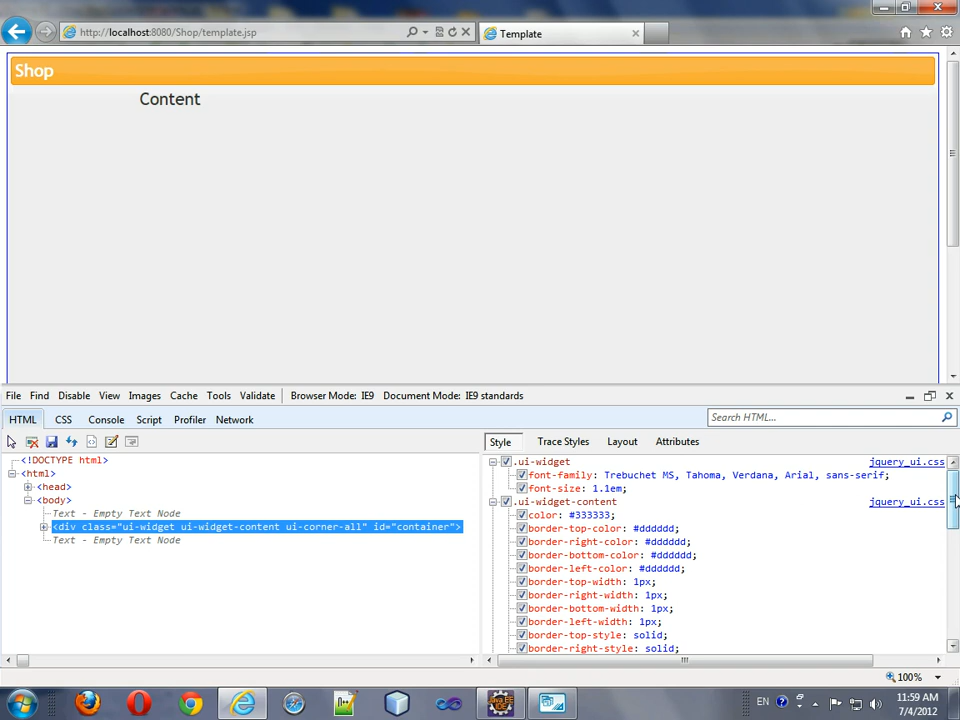 http://localhost:8080/Shop/template.jsp
Template
Shop
Content
File Find Disable View Images Cache Tools Validate Browser Mode: IE9 Document Mode: IE9 standards
HTML CSS Console Script Profiler Network
Search HTML...
Style Trace Styles Layout Attributes
<!DOCTYPE html>
<html>
<head>
<body>
Text - Empty Text Node
<div class="ui-widget ui-widget-content ui-corner-all" id="container">
Text - Empty Text Node
.ui-widget jquery_ui.css
font-family: Trebuchet MS, Tahoma, Verdana, Arial, sans-serif;
font-size: 1.1em;
.ui-widget-content jquery_ui.css
color: #333333;
border-top-color: #dddddd;
border-right-color: #dddddd;
border-bottom-color: #dddddd;
border-left-color: #dddddd;
border-top-width: 1px;
border-right-width: 1px;
border-bottom-width: 1px;
border-left-width: 1px;
border-top-style: solid;
border-right-style: solid;
100%
Java EE
IDE
EN
11:59 AM
7/4/2012